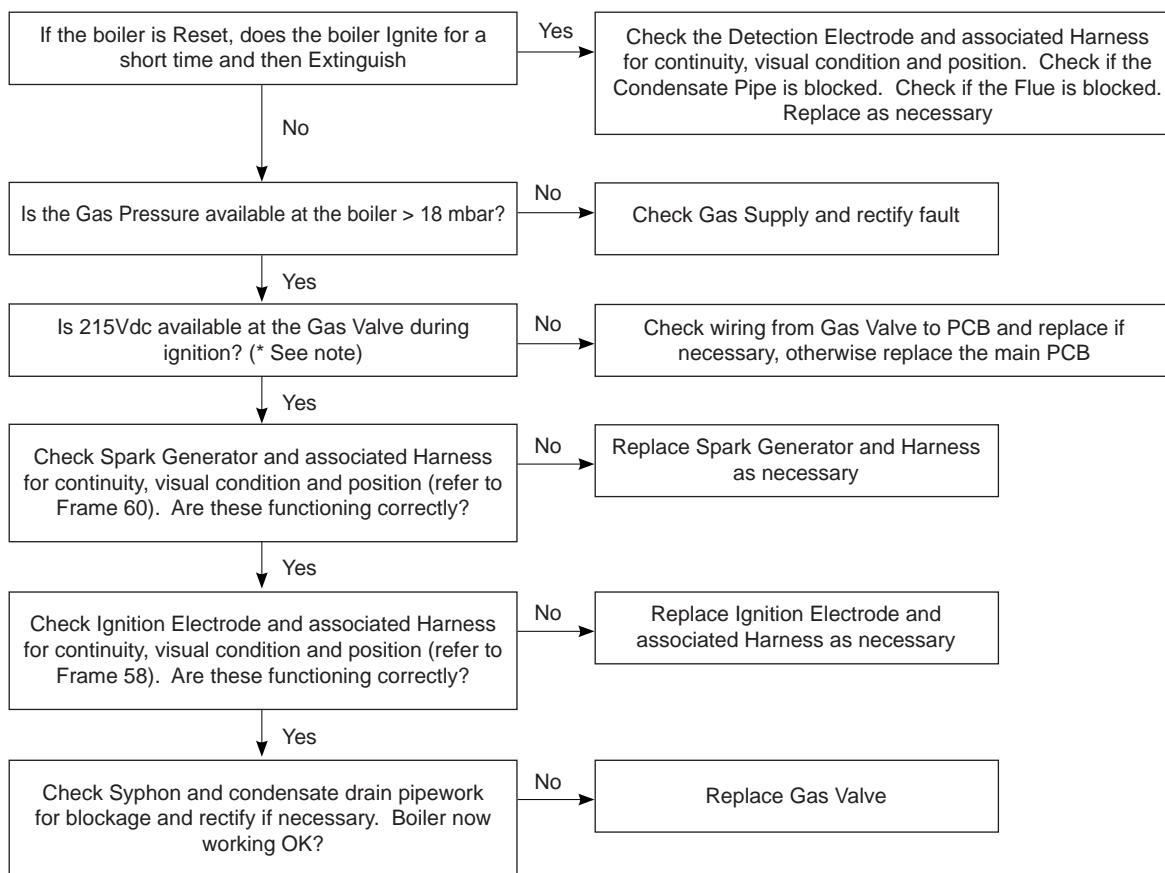 If the boiler is Reset, does the boiler Ignite for a
short time and then Extinguish
Yes
Check the Detection Electrode and associated Harness
for continuity, visual condition and position.  Check if the
Condensate Pipe is blocked.  Check if the Flue is blocked.
Replace as necessary
No
Is the Gas Pressure available at the boiler > 18 mbar?
No
Check Gas Supply and rectify fault
Yes
Is 215Vdc available at the Gas Valve during
ignition? (* See note)
No
Check wiring from Gas Valve to PCB and replace if
necessary, otherwise replace the main PCB
Yes
Check Spark Generator and associated Harness
for continuity, visual condition and position (refer to
Frame 60).  Are these functioning correctly?
No
Replace Spark Generator and Harness
as necessary
Yes
Check Ignition Electrode and associated Harness
for continuity, visual condition and position (refer to
Frame 58).  Are these functioning correctly?
No
Replace Ignition Electrode and
associated Harness as necessary
Yes
Check Syphon and condensate drain pipework
for blockage and rectify if necessary.  Boiler now
working OK?
No
Replace Gas Valve